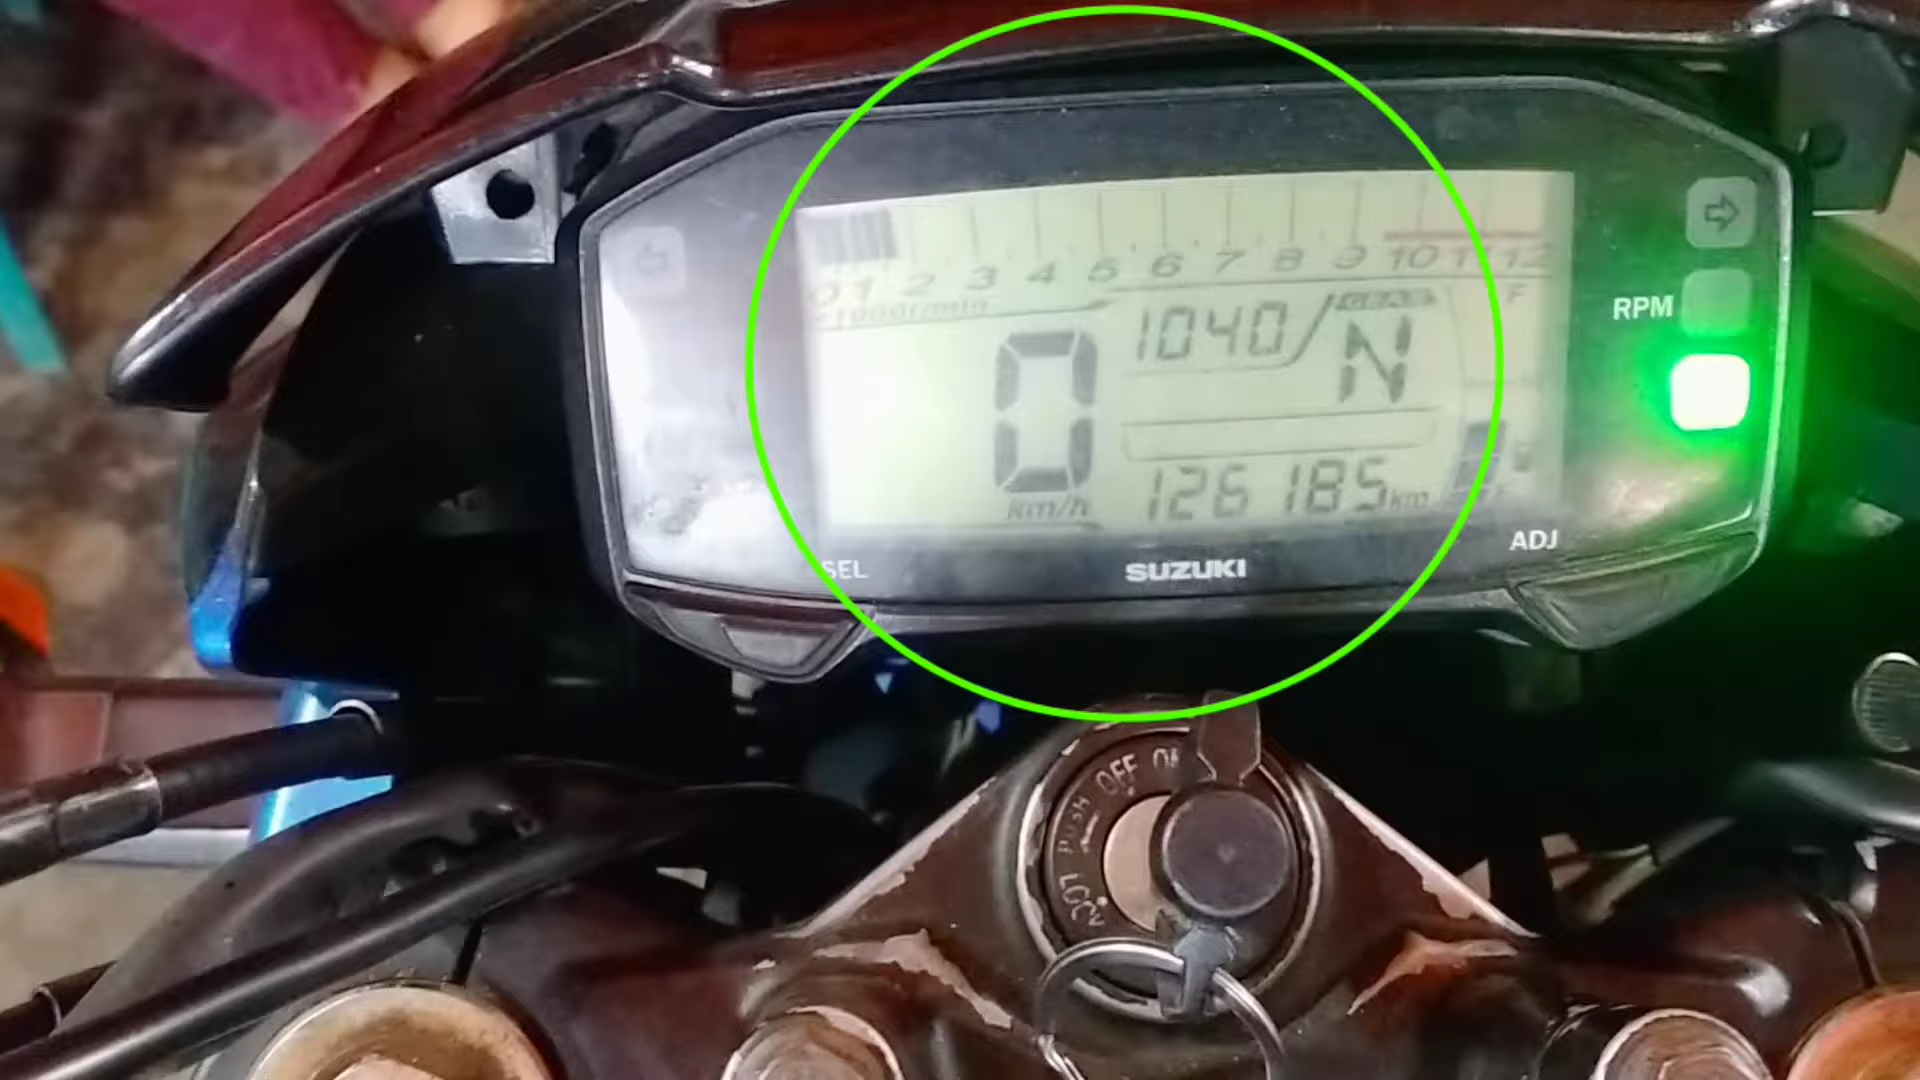 0 1 2 3 4 5 6 7 8 9 10 11 12
×1000r/min
F
1040
N
RPM
0
km/h
126185 km
SEL
SUZUKI
ADJ
OFF ON
PUSH
LOCK